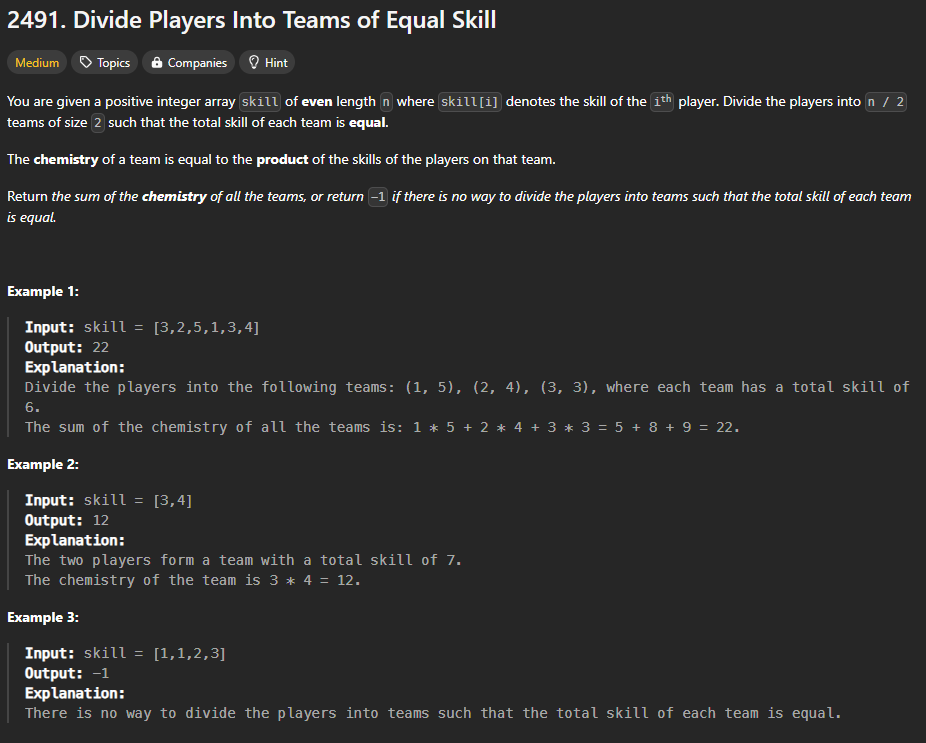 2491. Divide Players Into Teams of Equal Skill
Medium Topics Companies Hint
You are given a positive integer array skill of even length n where skill[i] denotes the skill of the ith player. Divide the players into n / 2
teams of size 2 such that the total skill of each team is equal.
The chemistry of a team is equal to the product of the skills of the players on that team.
Return the sum of the chemistry of all the teams, or return -1 if there is no way to divide the players into teams such that the total skill of each team
is equal.
Example 1:
Input: skill = [3,2,5,1,3,4]
Output: 22
Explanation:
Divide the players into the following teams: (1, 5), (2, 4), (3, 3), where each team has a total skill of
6.
The sum of the chemistry of all the teams is: 1 * 5 + 2 * 4 + 3 * 3 = 5 + 8 + 9 = 22.
Example 2:
Input: skill = [3,4]
Output: 12
Explanation:
The two players form a team with a total skill of 7.
The chemistry of the team is 3 * 4 = 12.
Example 3:
Input: skill = [1,1,2,3]
Output: -1
Explanation:
There is no way to divide the players into teams such that the total skill of each team is equal.